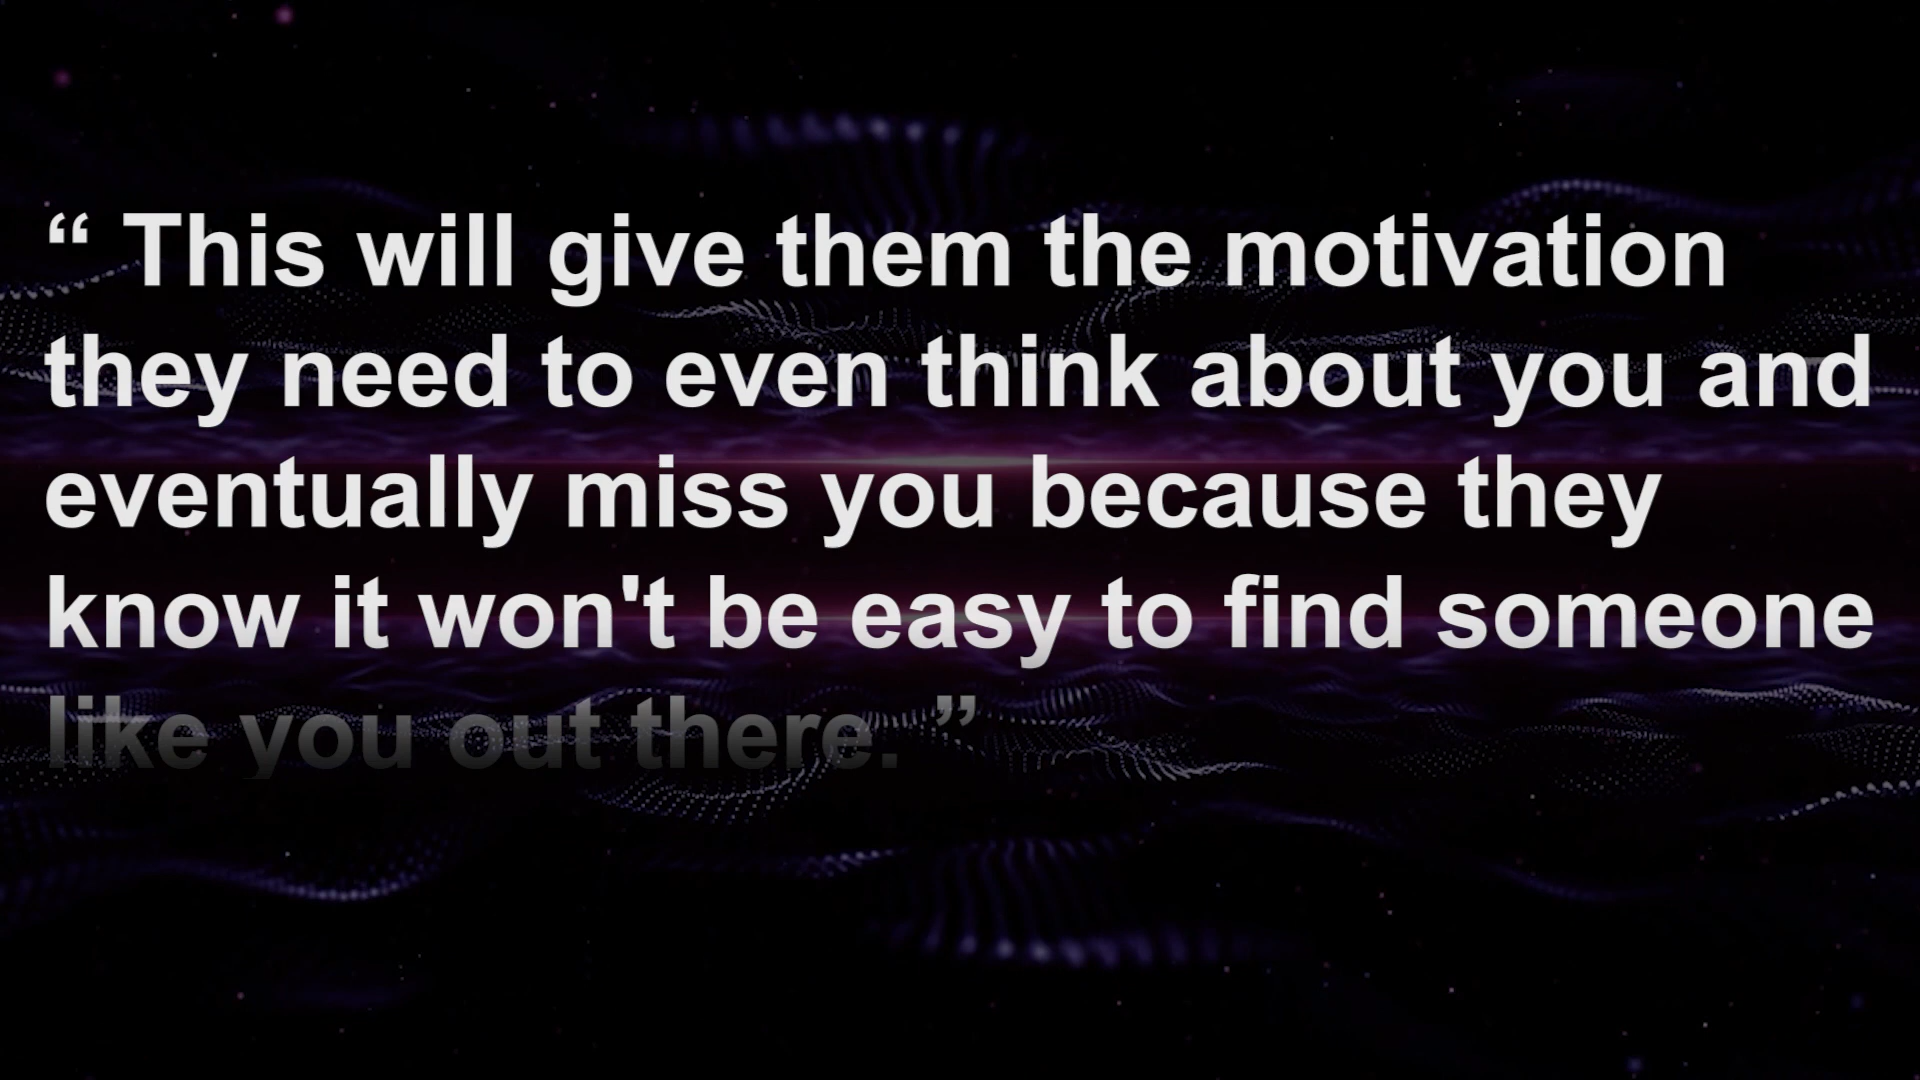 “ This will give them the motivation
they need to even think about you and
eventually miss you because they
know it won't be easy to find someone
like you out there. ”